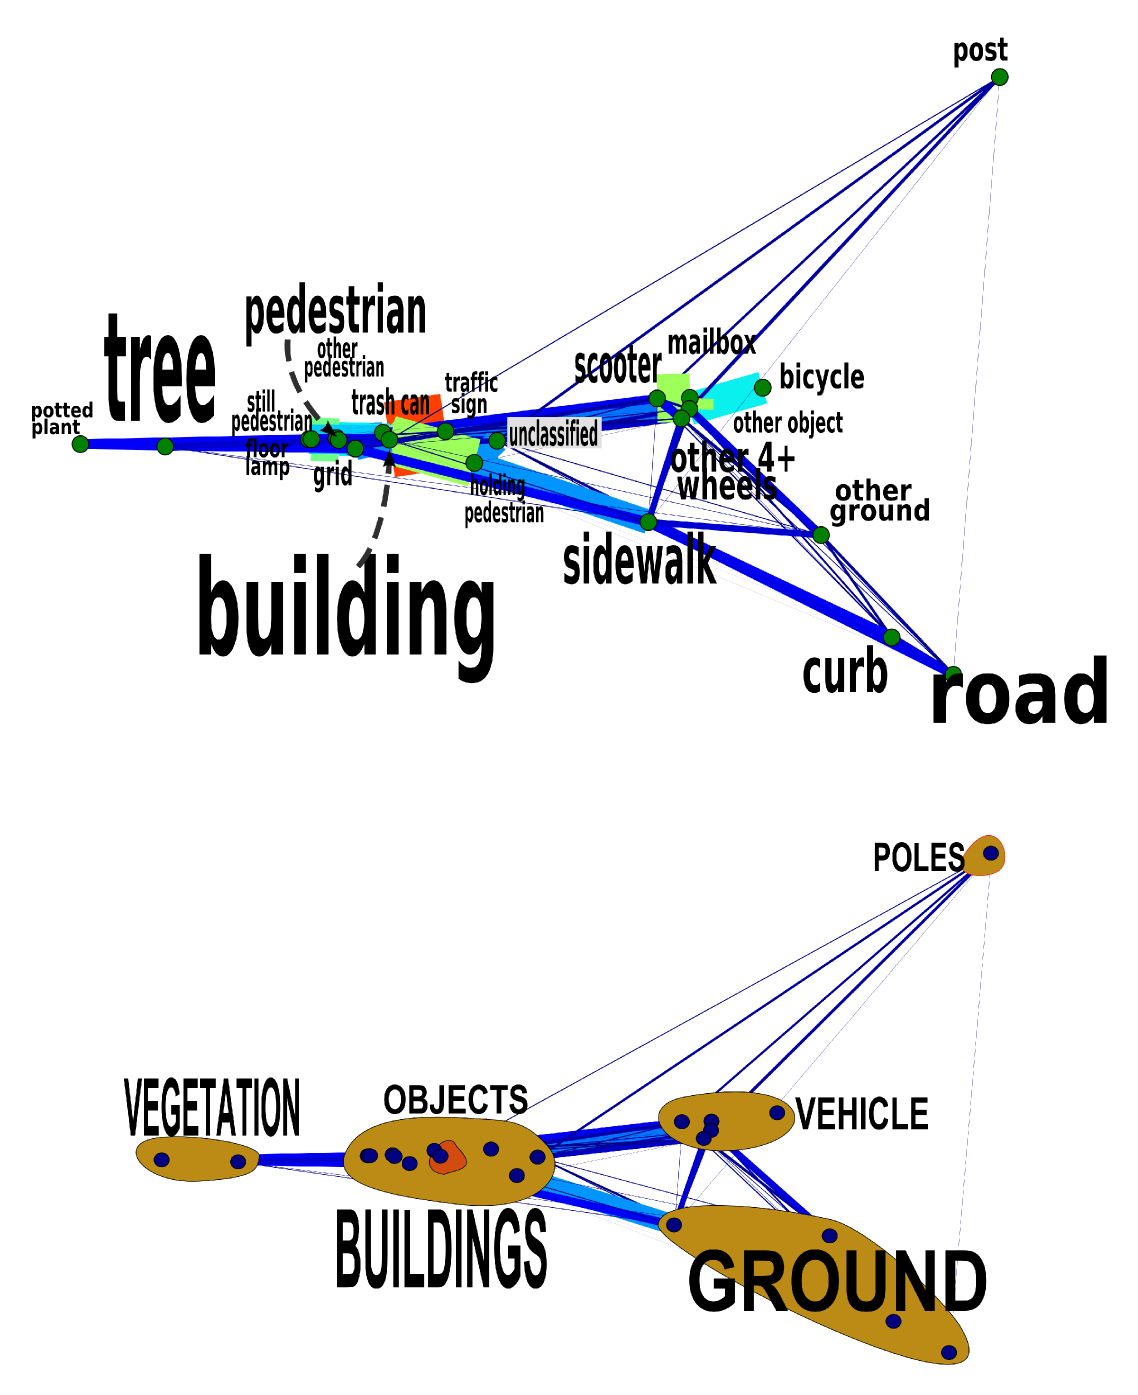 post
pedestrian
tree
other
pedestrian
mailbox
scooter
bicycle
traffic
sign
still
pedestrian
trash can
potted
plant
other object
unclassified
floor
lamp
grid
other 4+
wheels
holding
pedestrian
other
ground
sidewalk
building
curb
road
POLES
VEGETATION
OBJECTS
VEHICLE
BUILDINGS
GROUND